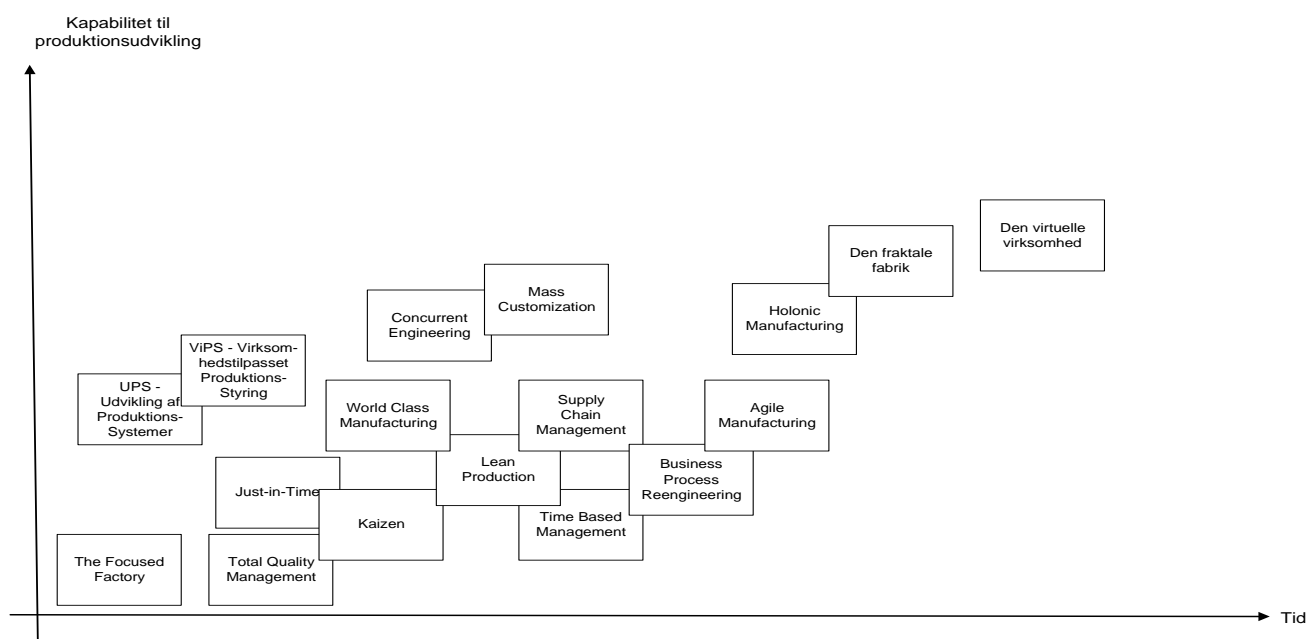 Kapabilitet til
produktionsudvikling
Den virtuelle
virksomhed
Den fraktale
fabrik
Mass
Customization
Concurrent
Engineering
Holonic
Manufacturing
ViPS - Virksom-
hedstilpasset
Produktions-
Styring
UPS -
Udvikling af
Produktions-
Systemer
World Class
Manufacturing
Supply
Chain
Management
Agile
Manufacturing
Lean
Production
Business
Process
Reengineering
Just-in-Time
Kaizen
Time Based
Management
The Focused
Factory
Total Quality
Management
Tid